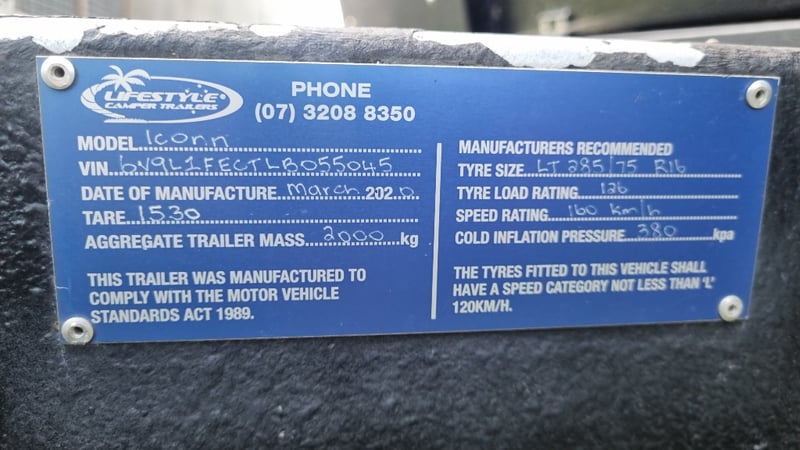 LIFESTYLE
CAMPER TRAILERS
PHONE
(07) 3208 8350
MODEL Iconn
VIN 6V9L1FECTLB055045
DATE OF MANUFACTURE March 2020
TARE 1530
AGGREGATE TRAILER MASS 2000 kg
THIS TRAILER WAS MANUFACTURED TO
COMPLY WITH THE MOTOR VEHICLE
STANDARDS ACT 1989.
MANUFACTURERS RECOMMENDED
TYRE SIZE LT 285/75 R16
TYRE LOAD RATING 126
SPEED RATING 160 km/h
COLD INFLATION PRESSURE 380 kpa
THE TYRES FITTED TO THIS VEHICLE SHALL
HAVE A SPEED CATEGORY NOT LESS THAN 'L'
120KM/H.